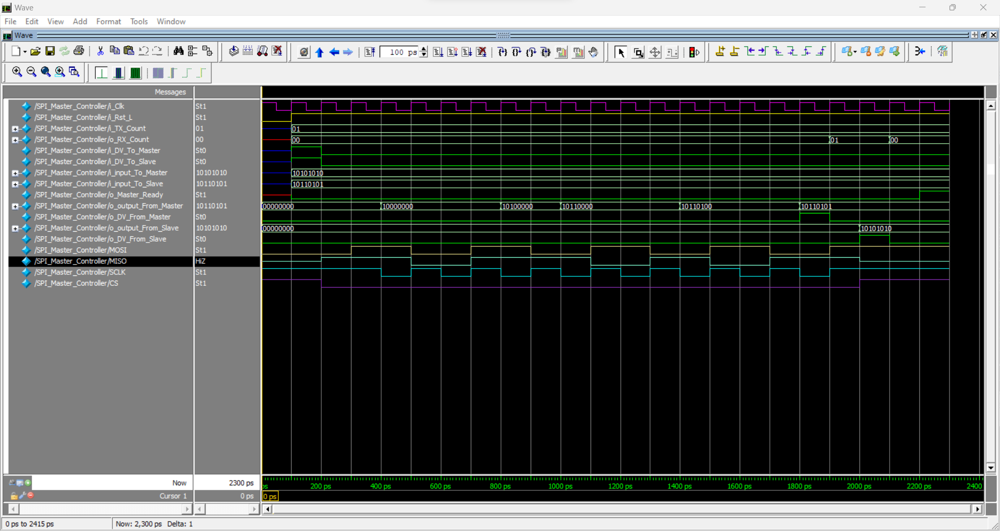 Wave
File Edit View Add Format Tools Window
Wave
100 ps
Messages
/SPI_Master_Controller/i_Clk St1
/SPI_Master_Controller/i_Rst_L St1
/SPI_Master_Controller/i_TX_Count 01 01
/SPI_Master_Controller/o_RX_Count 00 00 01 00
/SPI_Master_Controller/i_DV_To_Master St0
/SPI_Master_Controller/i_DV_To_Slave St0
/SPI_Master_Controller/i_input_To_Master 10101010 10101010
/SPI_Master_Controller/i_input_To_Slave 10110101 10110101
/SPI_Master_Controller/o_Master_Ready St1
/SPI_Master_Controller/o_output_From_Master 10110101 00000000 10000000 10100000 10110000 10110100 10110101
/SPI_Master_Controller/o_DV_From_Master St0
/SPI_Master_Controller/o_output_From_Slave 10101010 00000000 10101010
/SPI_Master_Controller/o_DV_From_Slave St0
/SPI_Master_Controller/MOSI St1
/SPI_Master_Controller/MISO HiZ
/SPI_Master_Controller/SCLK St1
/SPI_Master_Controller/CS St1
Now 2300 ps
ps 200 ps 400 ps 600 ps 800 ps 1000 ps 1200 ps 1400 ps 1600 ps 1800 ps 2000 ps 2200 ps 2400
Cursor 1 0 ps 0 ps
0 ps to 2415 ps Now: 2,300 ps Delta: 1